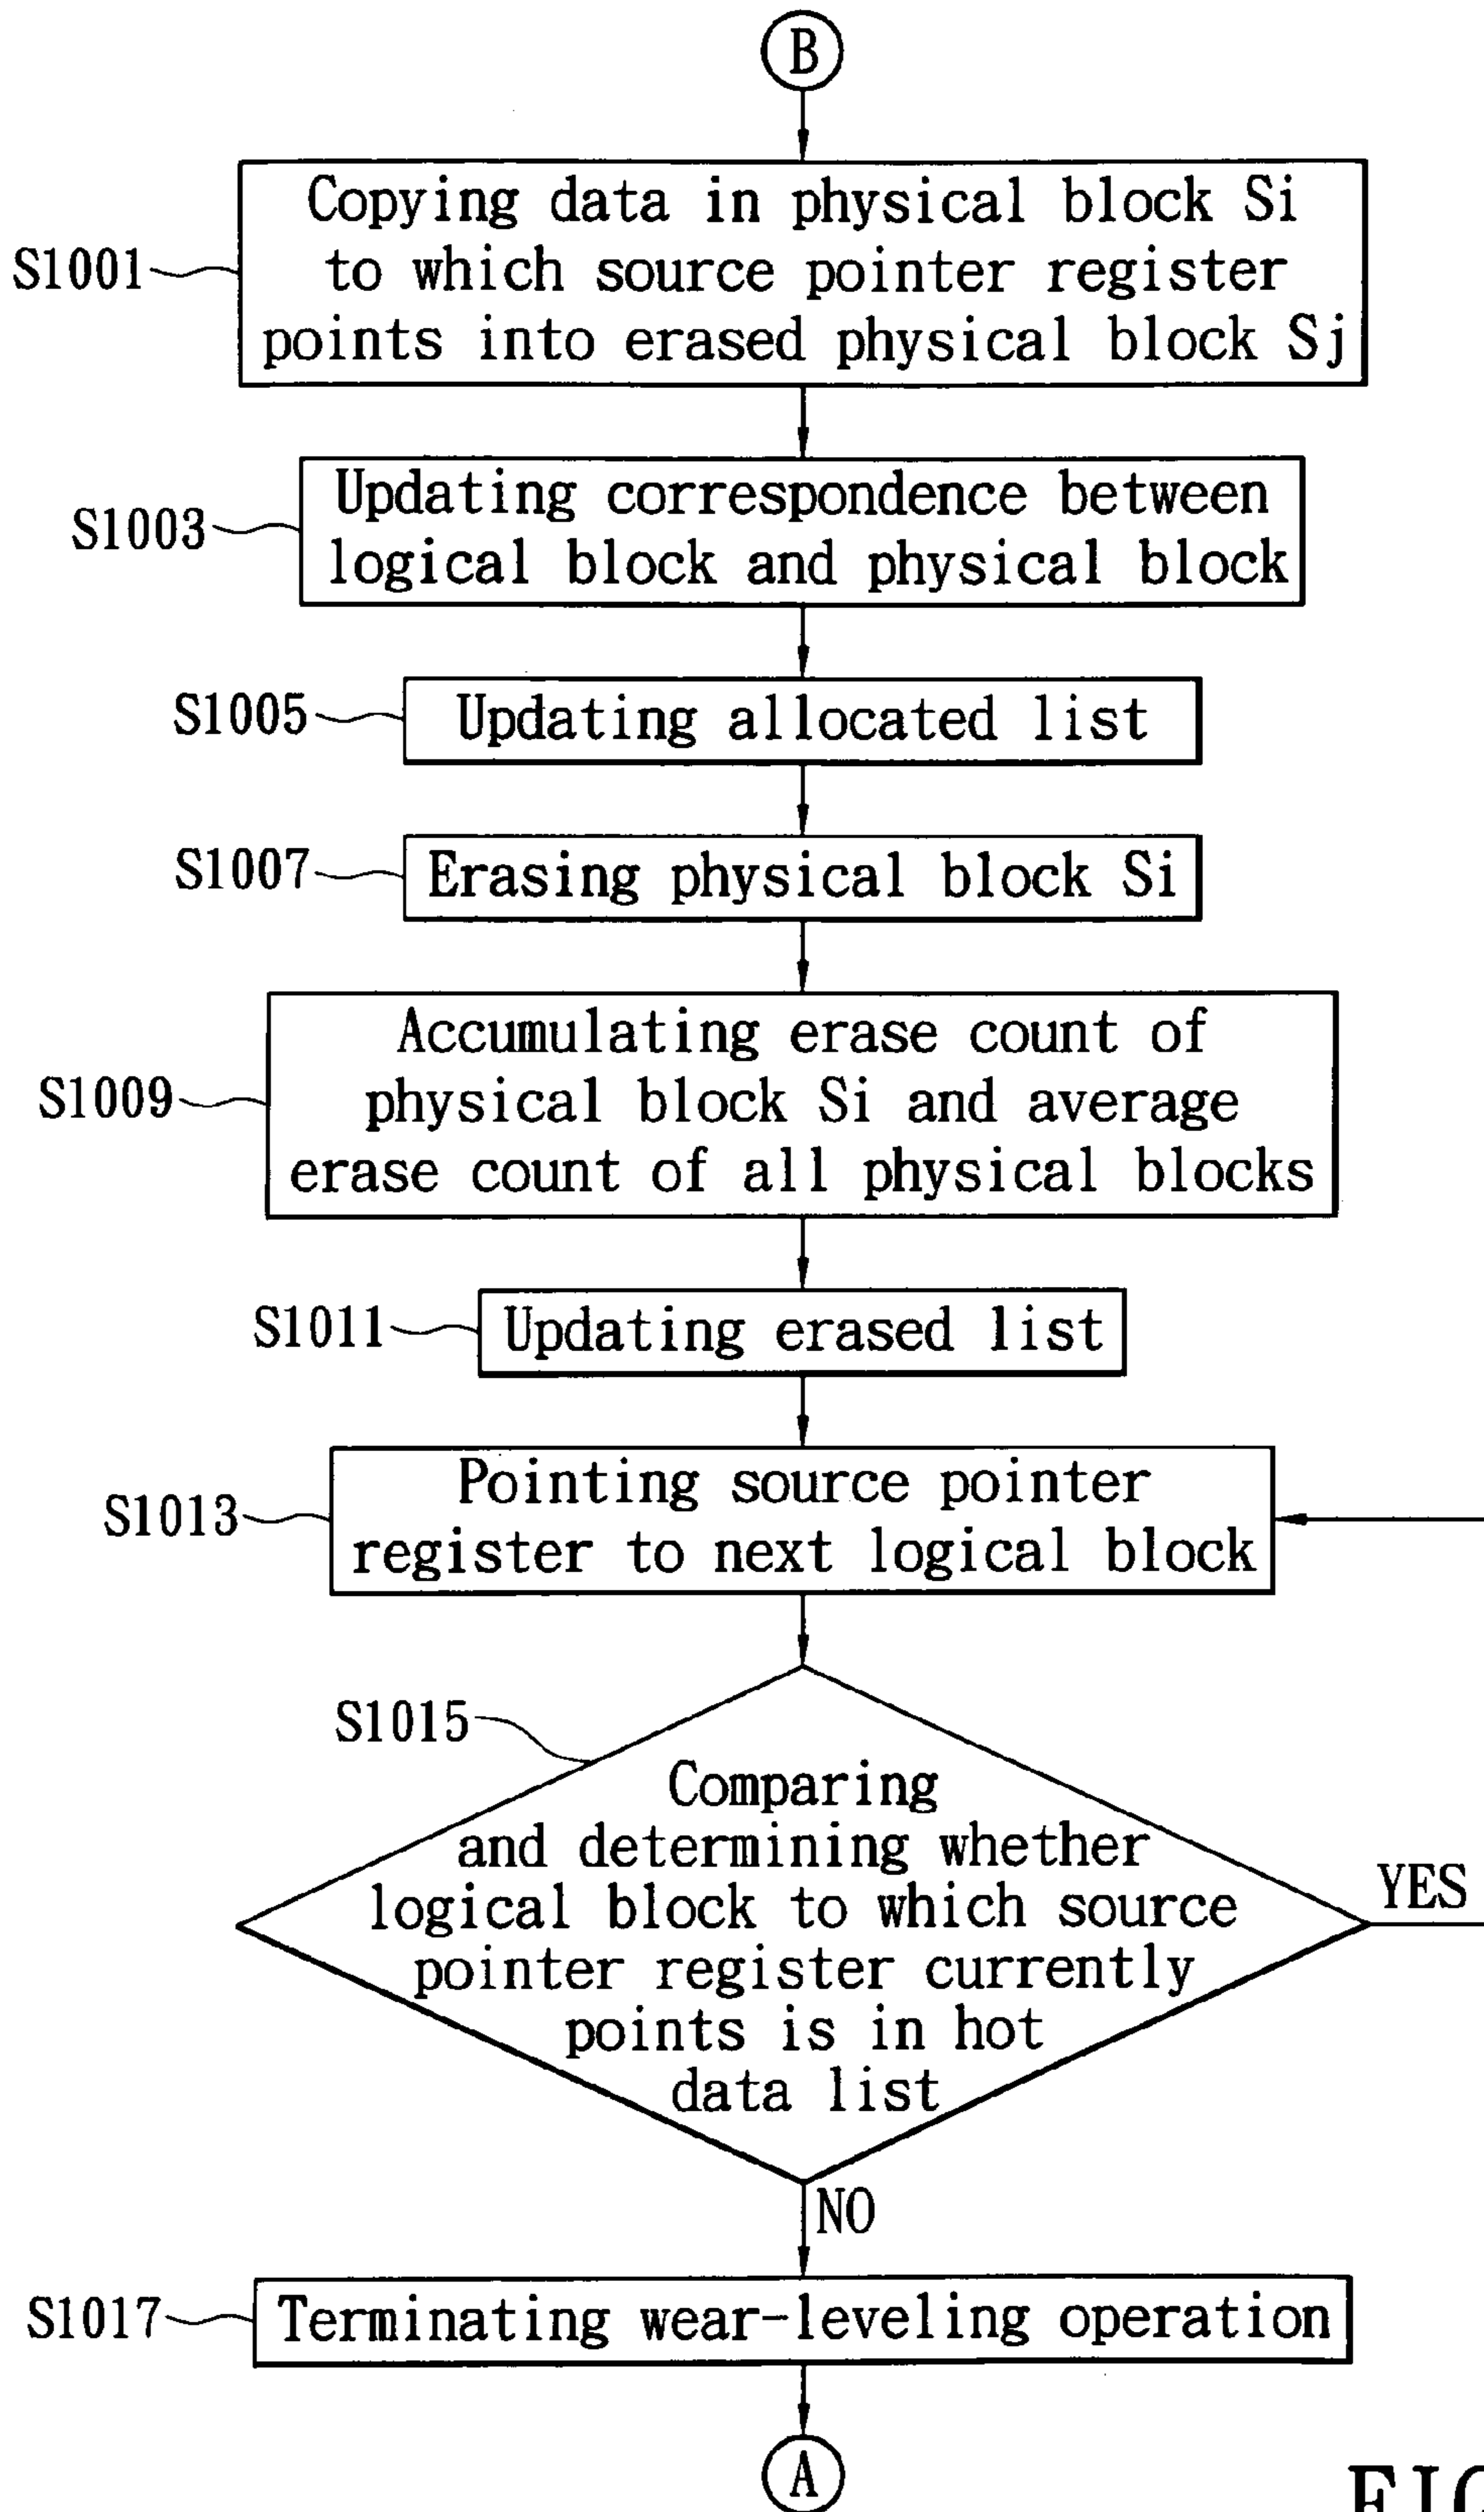 B
Copying data in physical block Si
S1001
to which source pointer register
points into erased physical block Sj
Updating correspondence between
S1003
logical block and physical block
S1005
Updating allocated list
S1007
Erasing physical block Si
Accumulating erase count of
S1009
physical block Si and average
erase count of all physical blocks
S1011
Updating erased list
Pointing source pointer
S1013
register to next logical block
S1015
Comparing
and determining whether
logical block to which source
pointer register currently
points is in hot
data list
YES
NO
S1017
Terminating wear-leveling operation
A